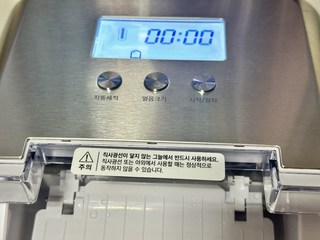 00:00
자동세척
얼음크기
시작/정지
주의
직사광선이 닿지 않는 그늘에서 반드시 사용하세요.
직사광선 또는 야외에서 사용할 때는 정상적으로
동작하지 않을 수 있습니다.